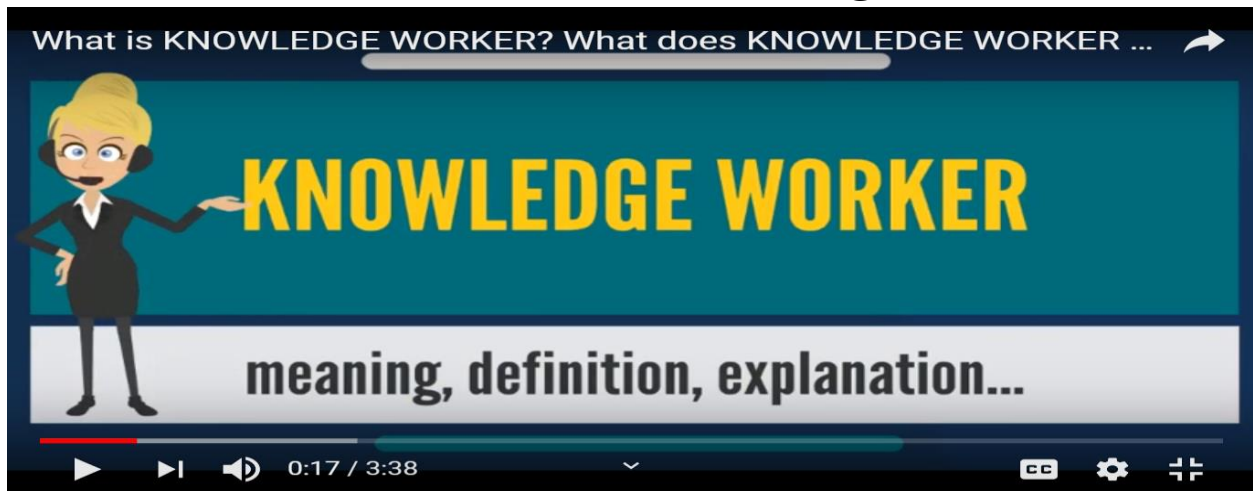 What is KNOWLEDGE WORKER? What does KNOWLEDGE WORKER ...
KNOWLEDGE WORKER
meaning, definition, explanation...
0:17 / 3:38
CC